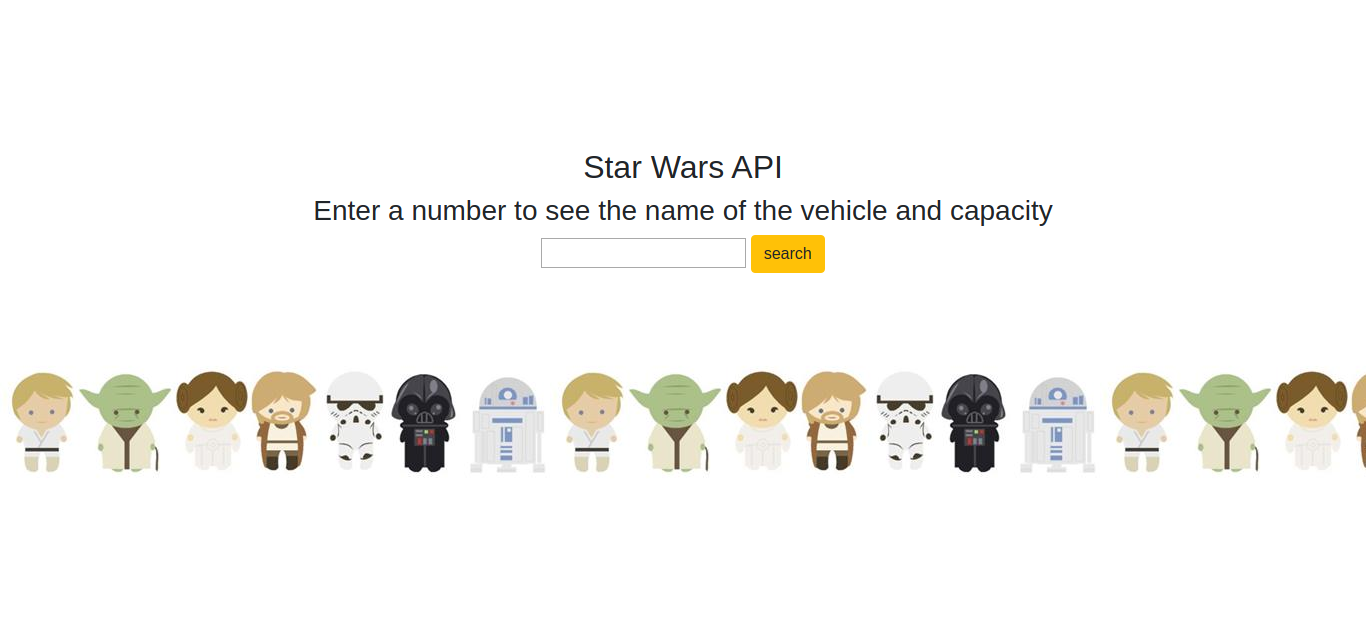 Star Wars API
Enter a number to see the name of the vehicle and capacity
search